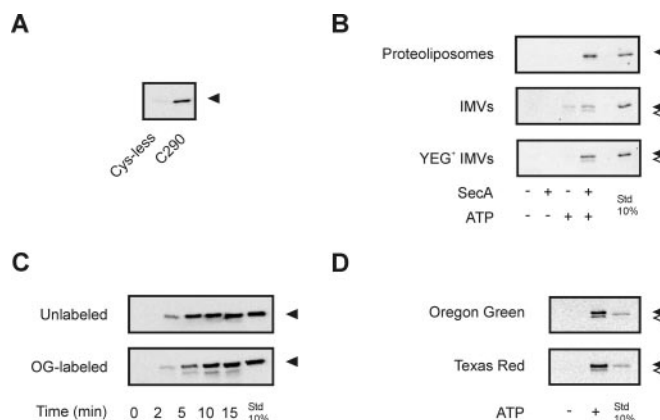 A
Cys-less
C290
B
Proteoliposomes
IMVs
YEG⁺ IMVs
SecA - + - + Std
ATP - - + + 10%
C
Unlabeled
OG-labeled
Time (min) 0 2 5 10 15 Std 10%
D
Oregon Green
Texas Red
ATP - + Std 10%